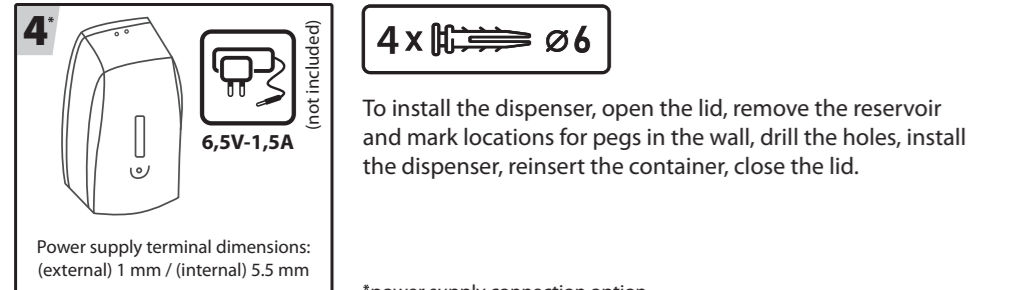 4*
(not included)
6,5V-1,5A
Power supply terminal dimensions:
(external) 1 mm / (internal) 5.5 mm
4 x ⌀ 6
To install the dispenser, open the lid, remove the reservoir
and mark locations for pegs in the wall, drill the holes, install
the dispenser, reinsert the container, close the lid.
*power supply connection option